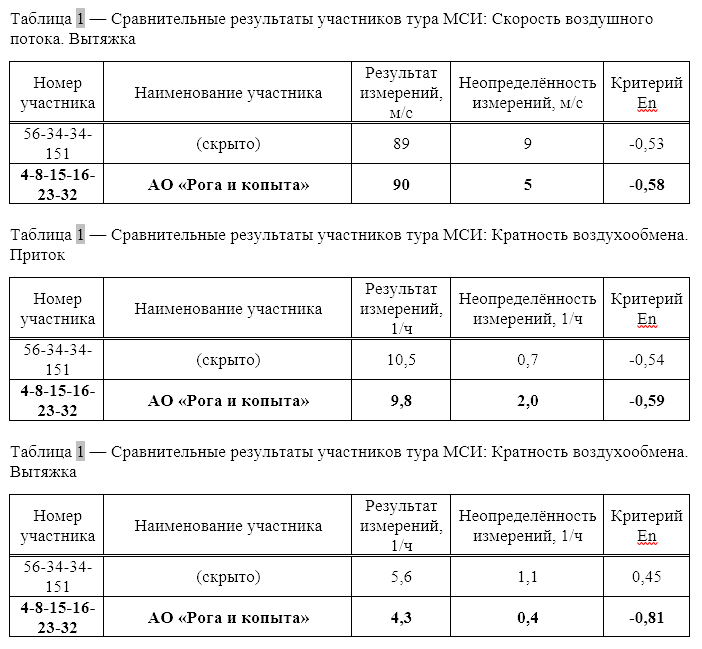 Таблица 1 — Сравнительные результаты участников тура МСИ: Скорость воздушного
потока. Вытяжка
Номер участника | Наименование участника | Результат измерений, м/с | Неопределённость измерений, м/с | Критерий En
56-34-34-151 | (скрыто) | 89 | 9 | -0,53
4-8-15-16-23-32 | АО «Рога и копыта» | 90 | 5 | -0,58
Таблица 1 — Сравнительные результаты участников тура МСИ: Кратность воздухообмена.
Приток
Номер участника | Наименование участника | Результат измерений, 1/ч | Неопределённость измерений, 1/ч | Критерий En
56-34-34-151 | (скрыто) | 10,5 | 0,7 | -0,54
4-8-15-16-23-32 | АО «Рога и копыта» | 9,8 | 2,0 | -0,59
Таблица 1 — Сравнительные результаты участников тура МСИ: Кратность воздухообмена.
Вытяжка
Номер участника | Наименование участника | Результат измерений, 1/ч | Неопределённость измерений, 1/ч | Критерий En
56-34-34-151 | (скрыто) | 5,6 | 1,1 | 0,45
4-8-15-16-23-32 | АО «Рога и копыта» | 4,3 | 0,4 | -0,81